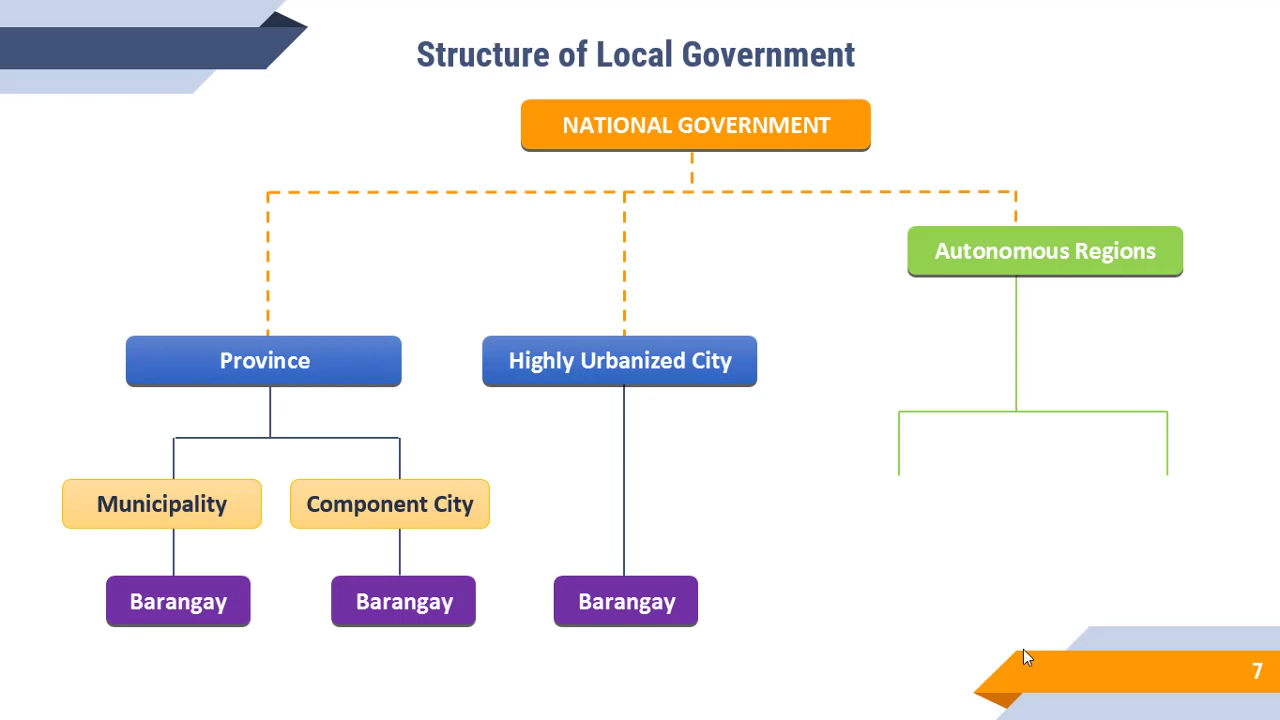 Structure of Local Government
NATIONAL GOVERNMENT
Autonomous Regions
Province
Highly Urbanized City
Municipality
Component City
Barangay
Barangay
Barangay
7